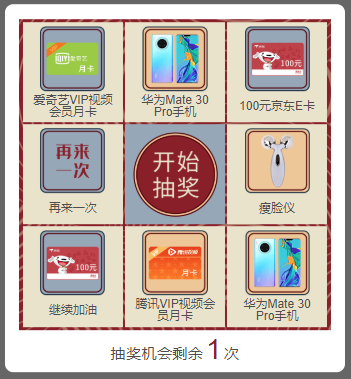 爱奇艺
月卡
爱奇艺VIP视频
会员月卡
华为Mate 30
Pro手机
100元
100元京东E卡
再来
一次
再来一次
开始
抽奖
瘦脸仪
100元
继续加油
腾讯视频
月卡
腾讯VIP视频会
员月卡
华为Mate 30
Pro手机
抽奖机会剩余 1 次